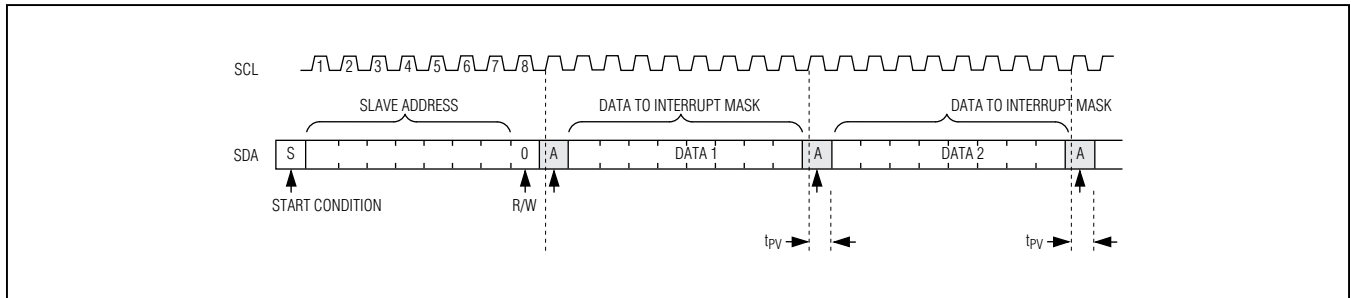 SCL 1 2 3 4 5 6 7 8
SLAVE ADDRESS DATA TO INTERRUPT MASK DATA TO INTERRUPT MASK
SDA S 0 A DATA 1 A DATA 2 A
START CONDITION R/W
tPV tPV